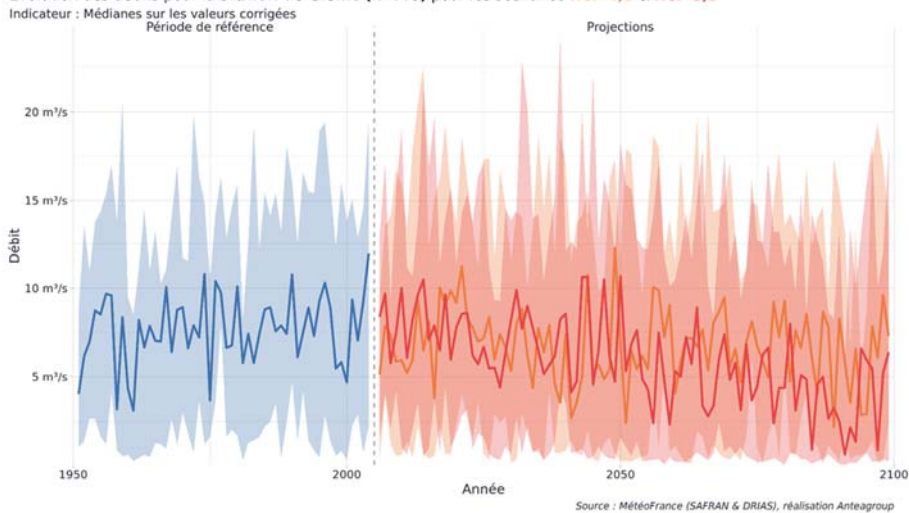 Indicateur : Médianes sur les valeurs corrigées
Période de référence
Projections
20 m³/s
15 m³/s
10 m³/s
5 m³/s
Débit
1950
2000
2050
2100
Année
Source : MétéoFrance (SAFRAN & DRIAS), réalisation Anteagroup